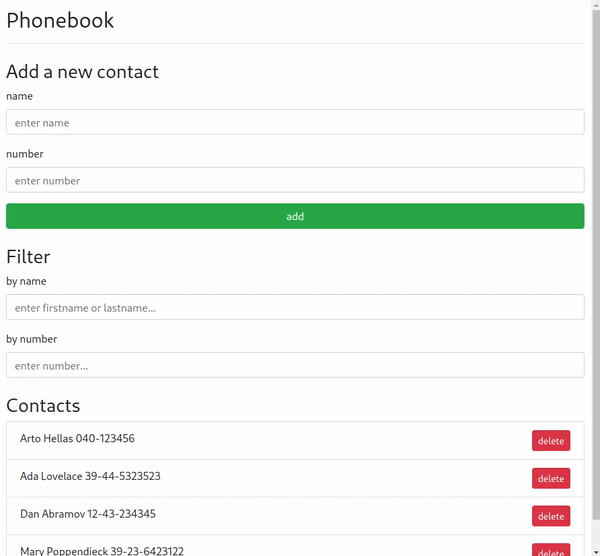 Phonebook
Add a new contact
name
enter name
number
enter number
add
Filter
by name
enter firstname or lastname...
by number
enter number...
Contacts
Arto Hellas 040-123456 delete
Ada Lovelace 39-44-5323523 delete
Dan Abramov 12-43-234345 delete
Mary Poppendieck 39-23-6423122 delete